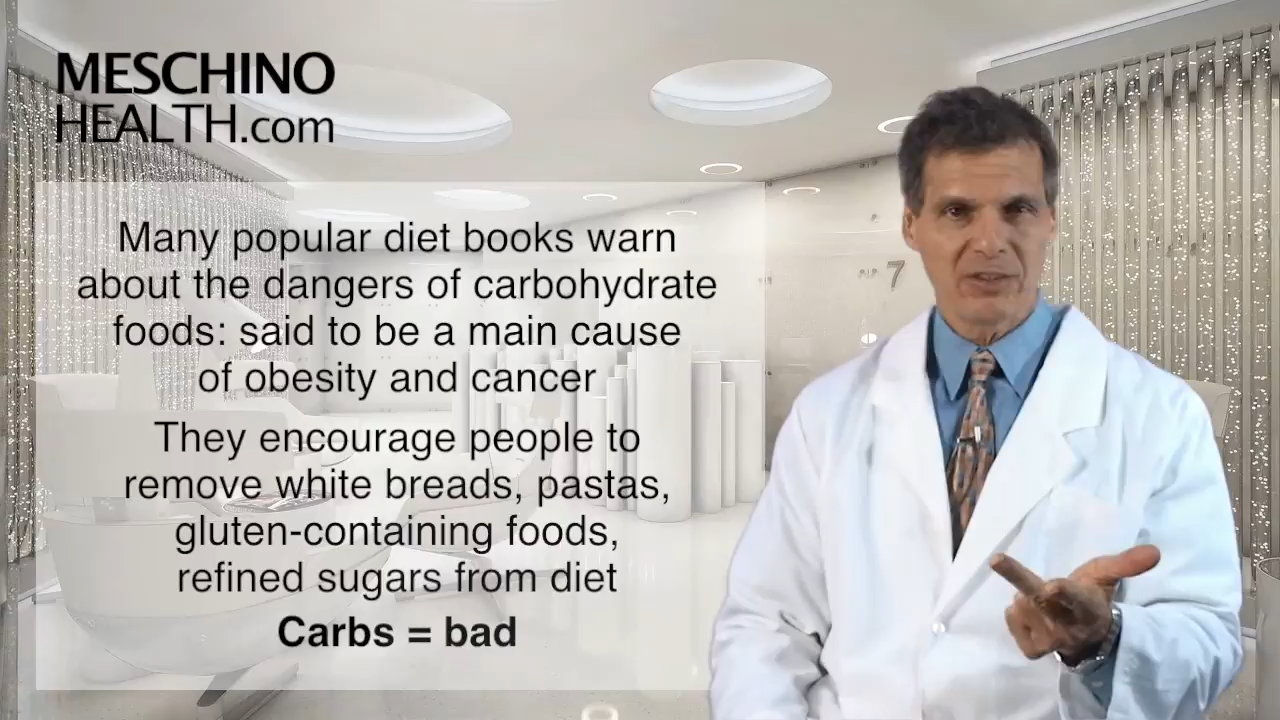 MESCHINO
HEALTH.com
Many popular diet books warn
about the dangers of carbohydrate
foods: said to be a main cause
of obesity and cancer
They encourage people to
remove white breads, pastas,
gluten-containing foods,
refined sugars from diet
Carbs = bad
7